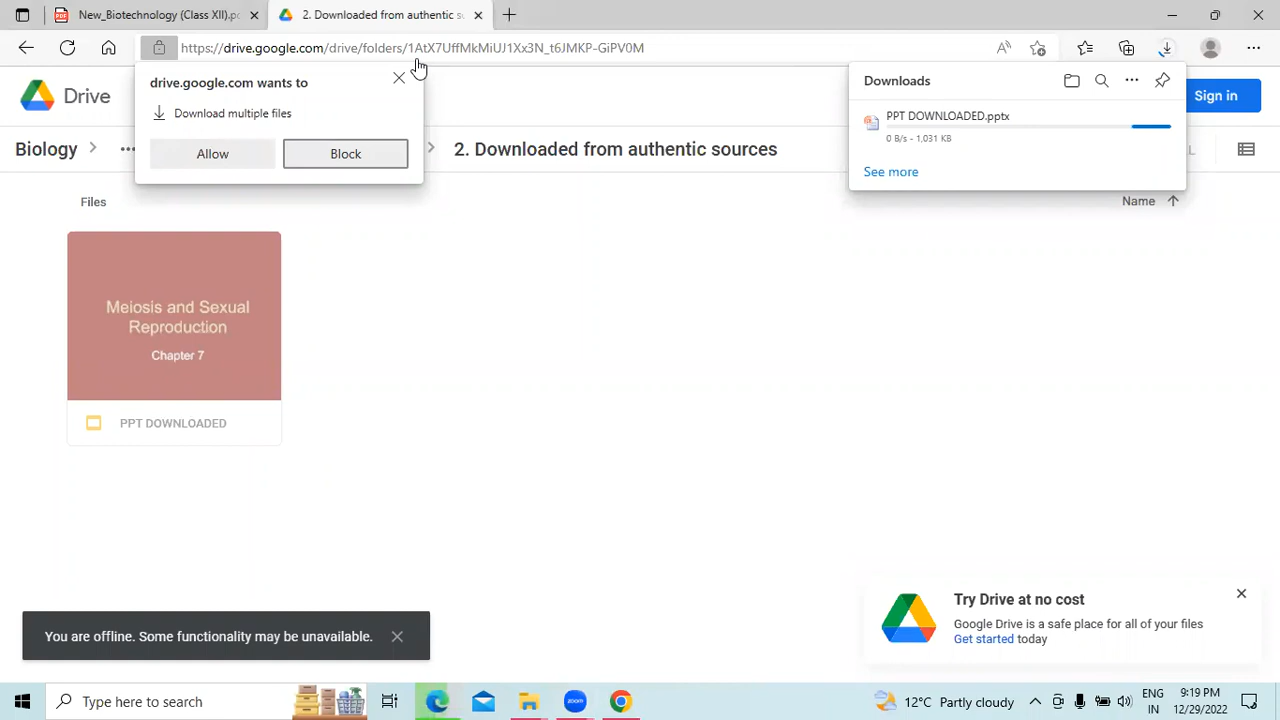 New_Biotechnology (Class XII).pd
2. Downloaded from authentic so
https://drive.google.com/drive/folders/1AtX7UffMkMiUJ1Xx3N_t6JMKP-GiPV0M
drive.google.com wants to
Download multiple files
Allow
Block
Downloads
PPT DOWNLOADED.pptx
0 B/s - 1,031 KB
See more
Drive
Sign in
Biology
2. Downloaded from authentic sources
Files
Name
Meiosis and Sexual
Reproduction
Chapter 7
PPT DOWNLOADED
You are offline. Some functionality may be unavailable.
Try Drive at no cost
Google Drive is a safe place for all of your files
Get started today
Type here to search
12°C Partly cloudy
ENG
IN
9:19 PM
12/29/2022